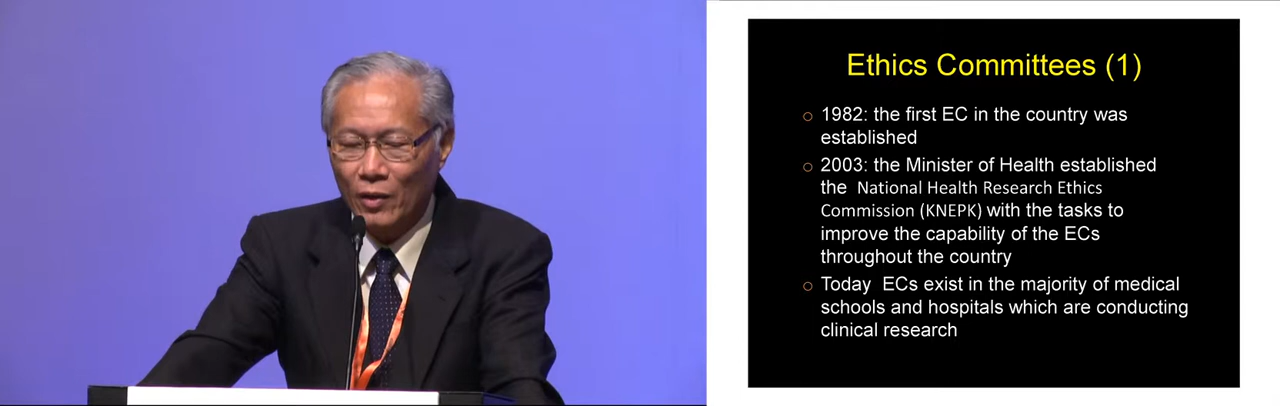 Ethics Committees (1)
1982: the first EC in the country was
established
2003: the Minister of Health established
the National Health Research Ethics
Commission (KNEPK) with the tasks to
improve the capability of the ECs
throughout the country
Today ECs exist in the majority of medical
schools and hospitals which are conducting
clinical research